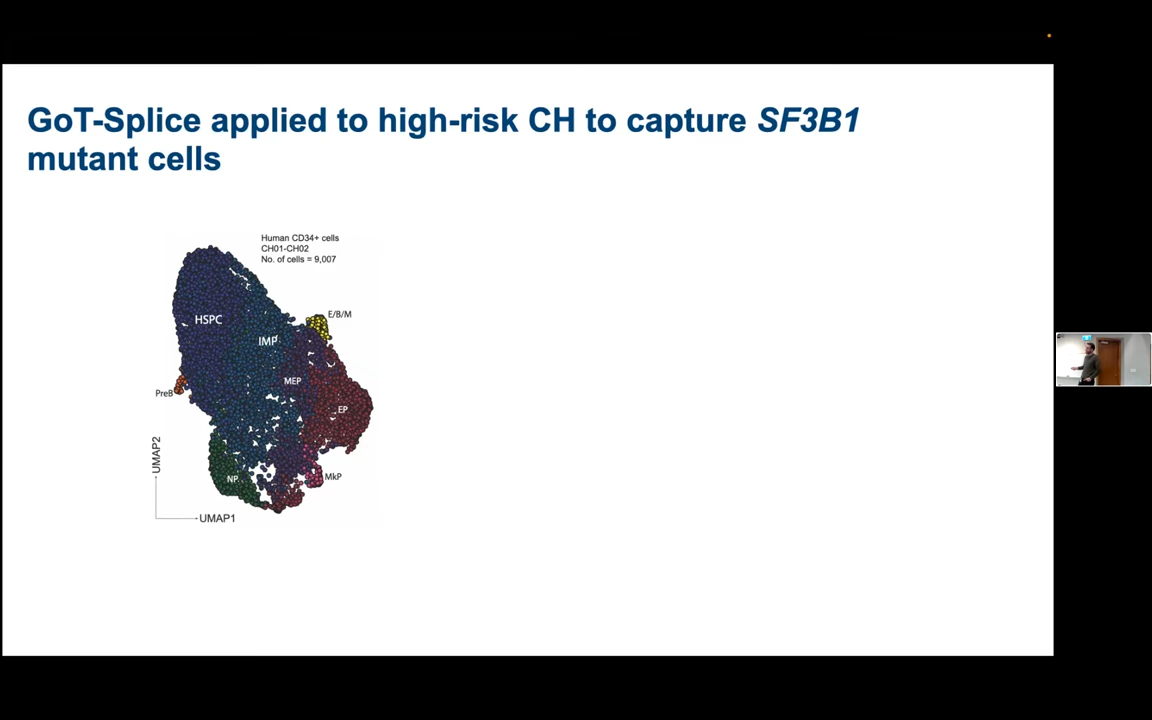 GoT-Splice applied to high-risk CH to capture SF3B1
mutant cells
Human CD34+ cells
CH01-CH02
No. of cells = 9,007
HSPC
E/B/M
IMP
MEP
PreB
EP
UMAP2
NP
MkP
UMAP1